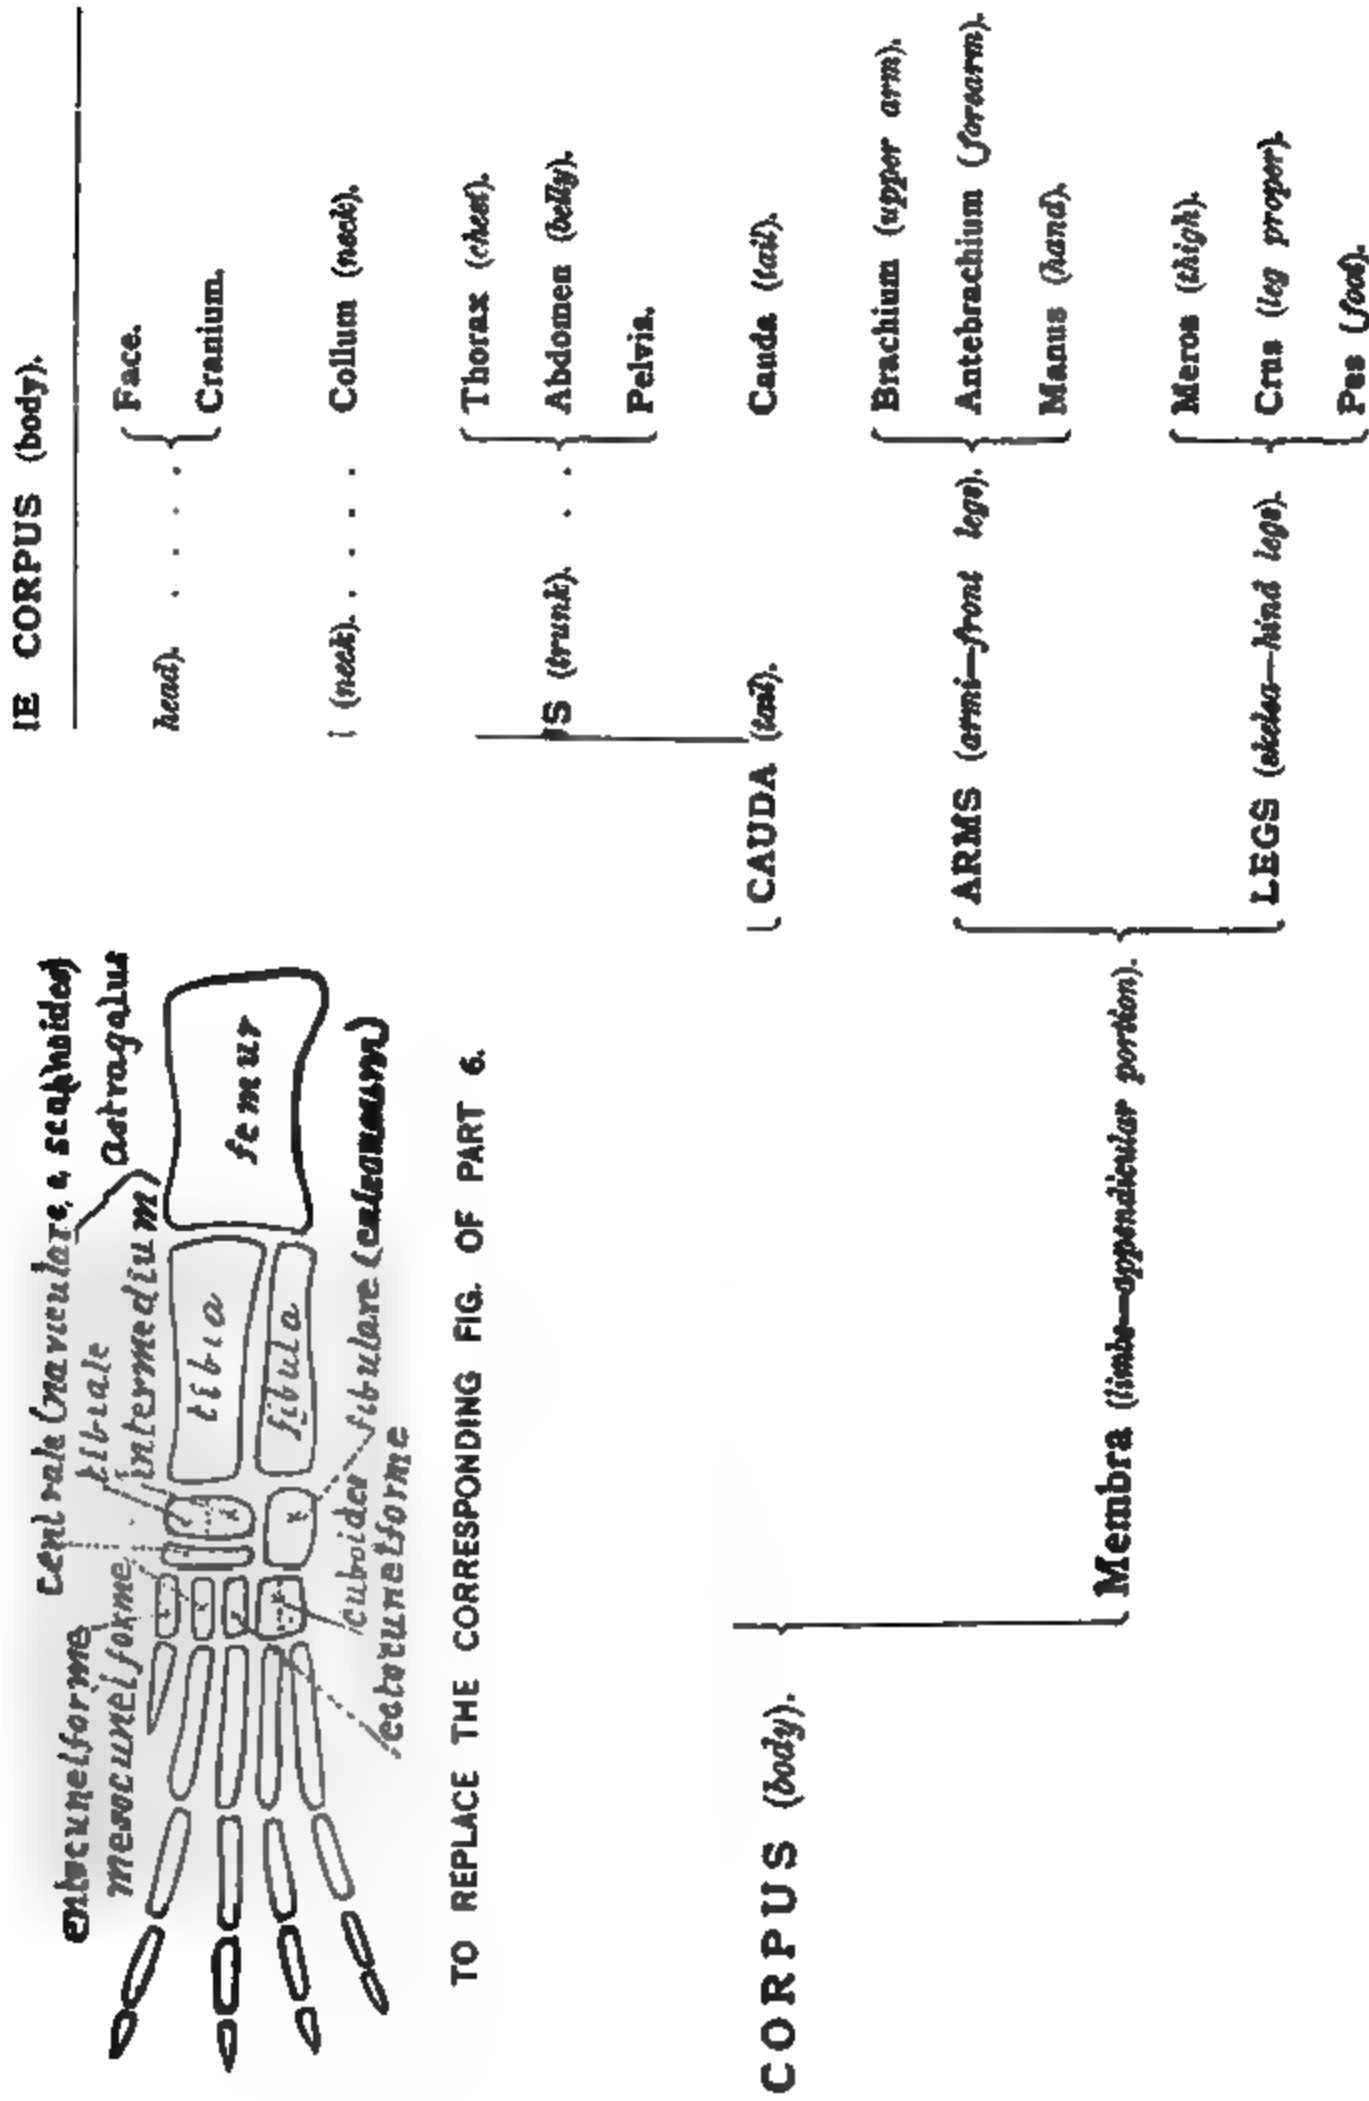 IE CORPUS (body).
head). . . . .
Face.
Cranium.
(neck). . . . .
Collum (neck).
S (trunk). . .
Thorax (chest).
Abdomen (belly).
Pelvis.
CAUDA (tail).
Cauda (tail).
ARMS (armi—front legs).
Brachium (upper arm).
Antebrachium (forearm).
Manus (hand).
LEGS (skelea—hind legs).
Meros (thigh).
Crus (leg proper).
Pes (foot).
Membra (limbs—appendicular portion).
CORPUS (body).
centrale (naviculare, s, scaphoides)
astragalus
tibiale
intermedium
entocuneiforme
mesocuneiforme
femur
tibia
fibula
fibulare (calcaneum)
cuboides
ectocuneiforme
TO REPLACE THE CORRESPONDING FIG. OF PART 6.